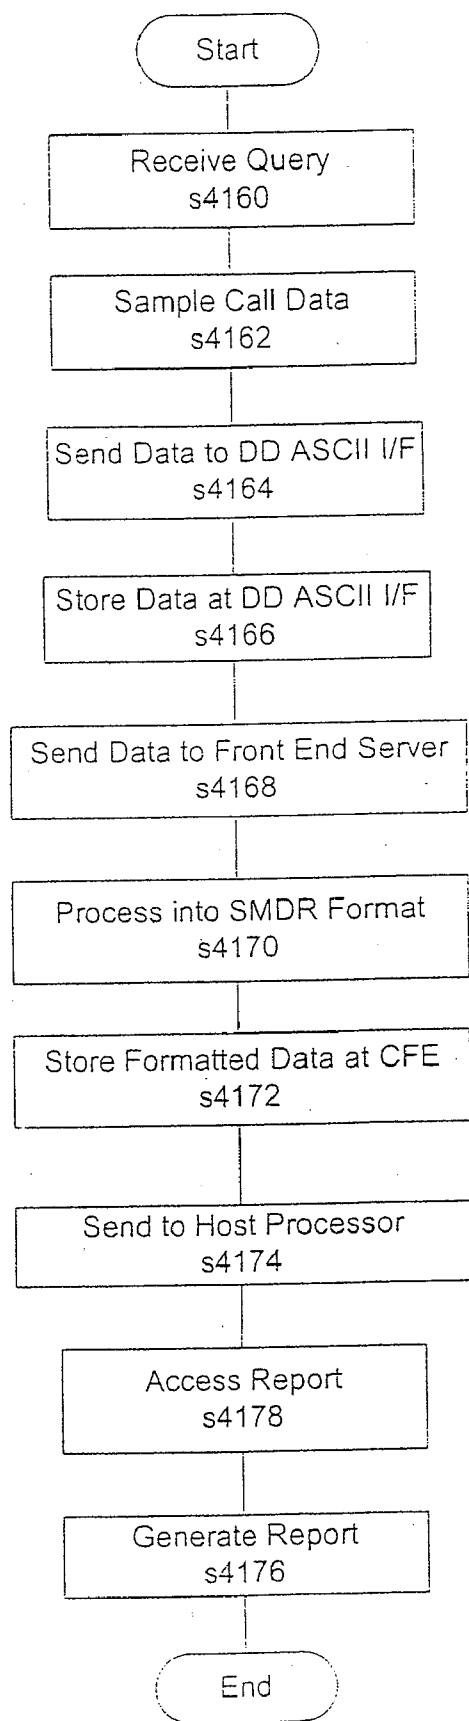 Start
Receive Query
s4160
Sample Call Data
s4162
Send Data to DD ASCII I/F
s4164
Store Data at DD ASCII I/F
s4166
Send Data to Front End Server
s4168
Process into SMDR Format
s4170
Store Formatted Data at CFE
s4172
Send to Host Processor
s4174
Access Report
s4178
Generate Report
s4176
End